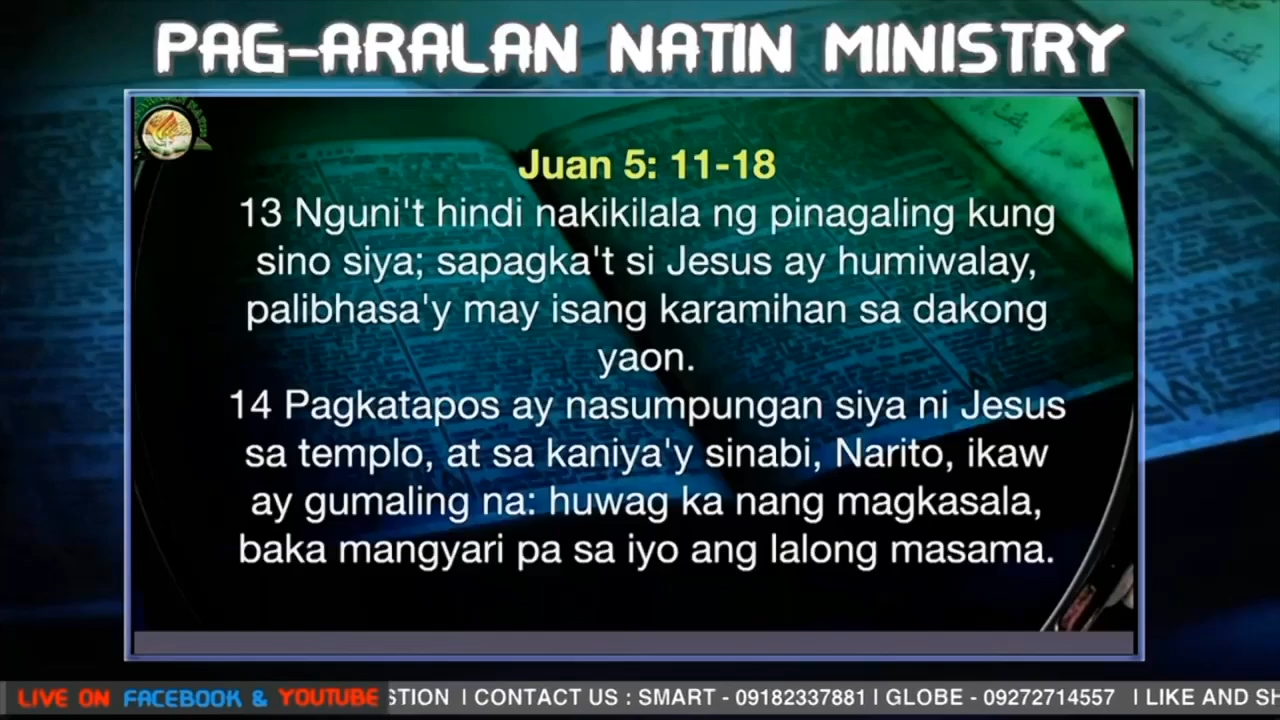 PAG-ARALAN NATIN MINISTRY
Juan 5: 11-18
13 Nguni't hindi nakikilala ng pinagaling kung
sino siya; sapagka't si Jesus ay humiwalay,
palibhasa'y may isang karamihan sa dakong
yaon.
14 Pagkatapos ay nasumpungan siya ni Jesus
sa templo, at sa kaniya'y sinabi, Narito, ikaw
ay gumaling na: huwag ka nang magkasala,
baka mangyari pa sa iyo ang lalong masama.
LIVE ON FACEBOOK & YOUTUBE STION I CONTACT US : SMART - 09182337881 I GLOBE - 09272714557 I LIKE AND SH